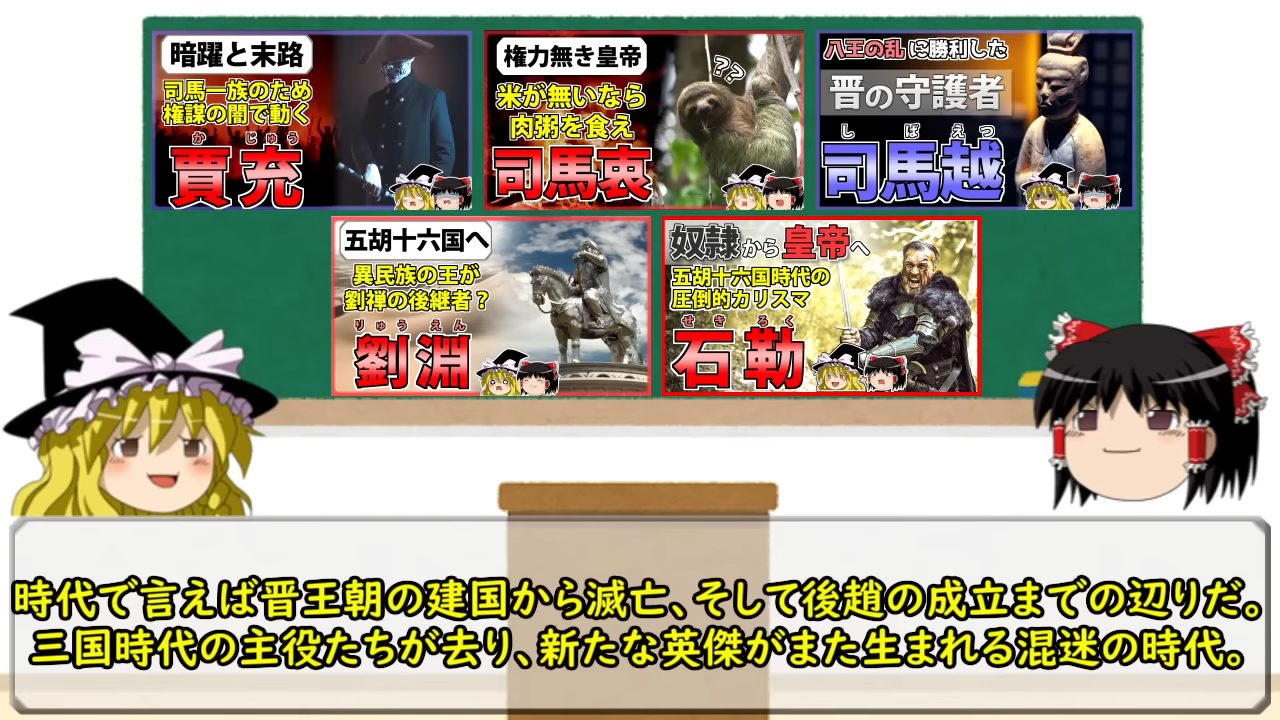 暗躍と末路
司馬一族のため
権謀の闇で動く
か じゅう
賈充
権力無き皇帝
??
米が無いなら
肉粥を食え
司馬衷
八王の乱に勝利した
晋の守護者
し ば えつ
司馬越
五胡十六国へ
異民族の王が
劉禅の後継者?
りゅう えん
劉淵
奴隷から皇帝へ
五胡十六国時代の
圧倒的カリスマ
せき ろく
石勒
時代で言えば晋王朝の建国から滅亡、そして後趙の成立までの辺りだ。
三国時代の主役たちが去り、新たな英傑がまた生まれる混迷の時代。